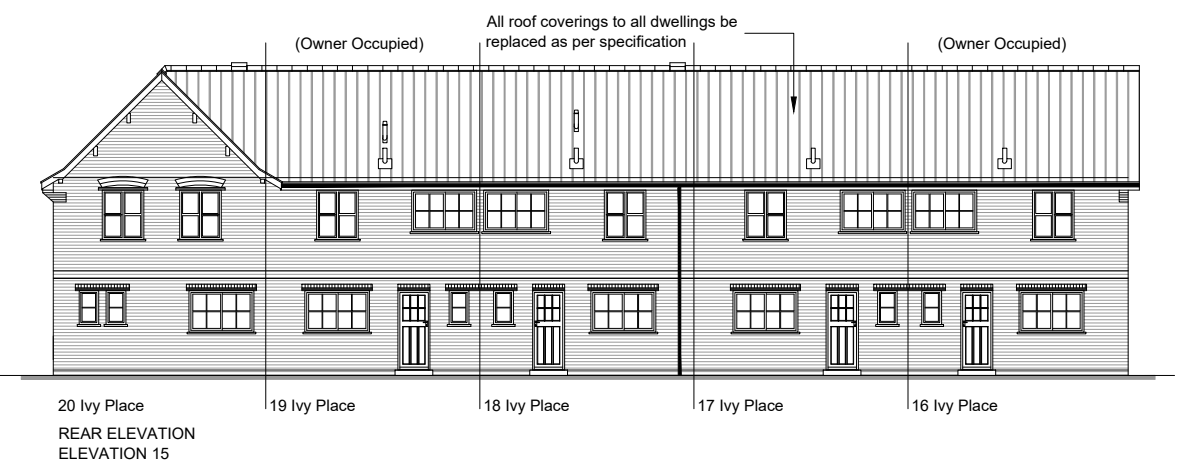 All roof coverings to all dwellings be
replaced as per specification
(Owner Occupied)
(Owner Occupied)
20 Ivy Place
19 Ivy Place
18 Ivy Place
17 Ivy Place
16 Ivy Place
REAR ELEVATION
ELEVATION 15